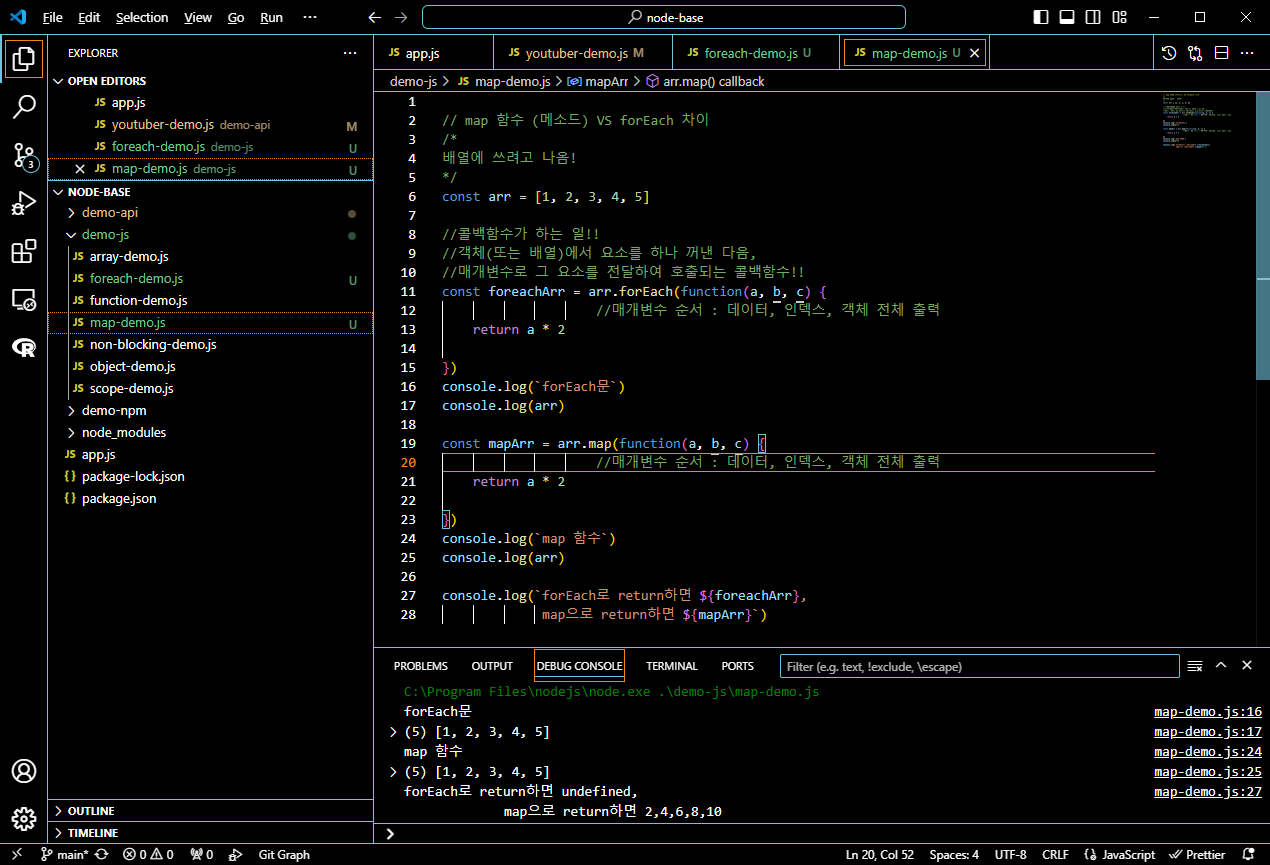 File Edit Selection View Go Run ··· node-base
EXPLORER ···
OPEN EDITORS
JS app.js
JS youtuber-demo.js demo-api M
JS foreach-demo.js demo-js U
JS map-demo.js demo-js U
NODE-BASE
demo-api
demo-js
JS array-demo.js
JS foreach-demo.js U
JS function-demo.js
JS map-demo.js U
JS non-blocking-demo.js
JS object-demo.js
JS scope-demo.js
demo-npm
node_modules
JS app.js
{} package-lock.json
{} package.json
OUTLINE
TIMELINE
3
JS app.js JS youtuber-demo.js M JS foreach-demo.js U JS map-demo.js U
demo-js > JS map-demo.js > mapArr > arr.map() callback
1
2 // map 함수 (메소드) VS forEach 차이
3 /*
4 배열에 쓰려고 나옴!
5 */
6 const arr = [1, 2, 3, 4, 5]
7
8 //콜백함수가 하는 일!!
9 //객체(또는 배열)에서 요소를 하나 꺼낸 다음,
10 //매개변수로 그 요소를 전달하여 호출되는 콜백함수!!
11 const foreachArr = arr.forEach(function(a, b, c) {
12 //매개변수 순서 : 데이터, 인덱스, 객체 전체 출력
13 return a * 2
14
15 })
16 console.log(`forEach문`)
17 console.log(arr)
18
19 const mapArr = arr.map(function(a, b, c) {
20 //매개변수 순서 : 데이터, 인덱스, 객체 전체 출력
21 return a * 2
22
23 })
24 console.log(`map 함수`)
25 console.log(arr)
26
27 console.log(`forEach로 return하면 ${foreachArr},
28 map으로 return하면 ${mapArr}`)
PROBLEMS OUTPUT DEBUG CONSOLE TERMINAL PORTS Filter (e.g. text, !exclude, \escape)
C:\Program Files\nodejs\node.exe .\demo-js\map-demo.js
forEach문 map-demo.js:16
> (5) [1, 2, 3, 4, 5] map-demo.js:17
map 함수 map-demo.js:24
> (5) [1, 2, 3, 4, 5] map-demo.js:25
forEach로 return하면 undefined, map-demo.js:27
map으로 return하면 2,4,6,8,10
>
main* 0 0 0 Git Graph Ln 20, Col 52 Spaces: 4 UTF-8 CRLF {} JavaScript Prettier